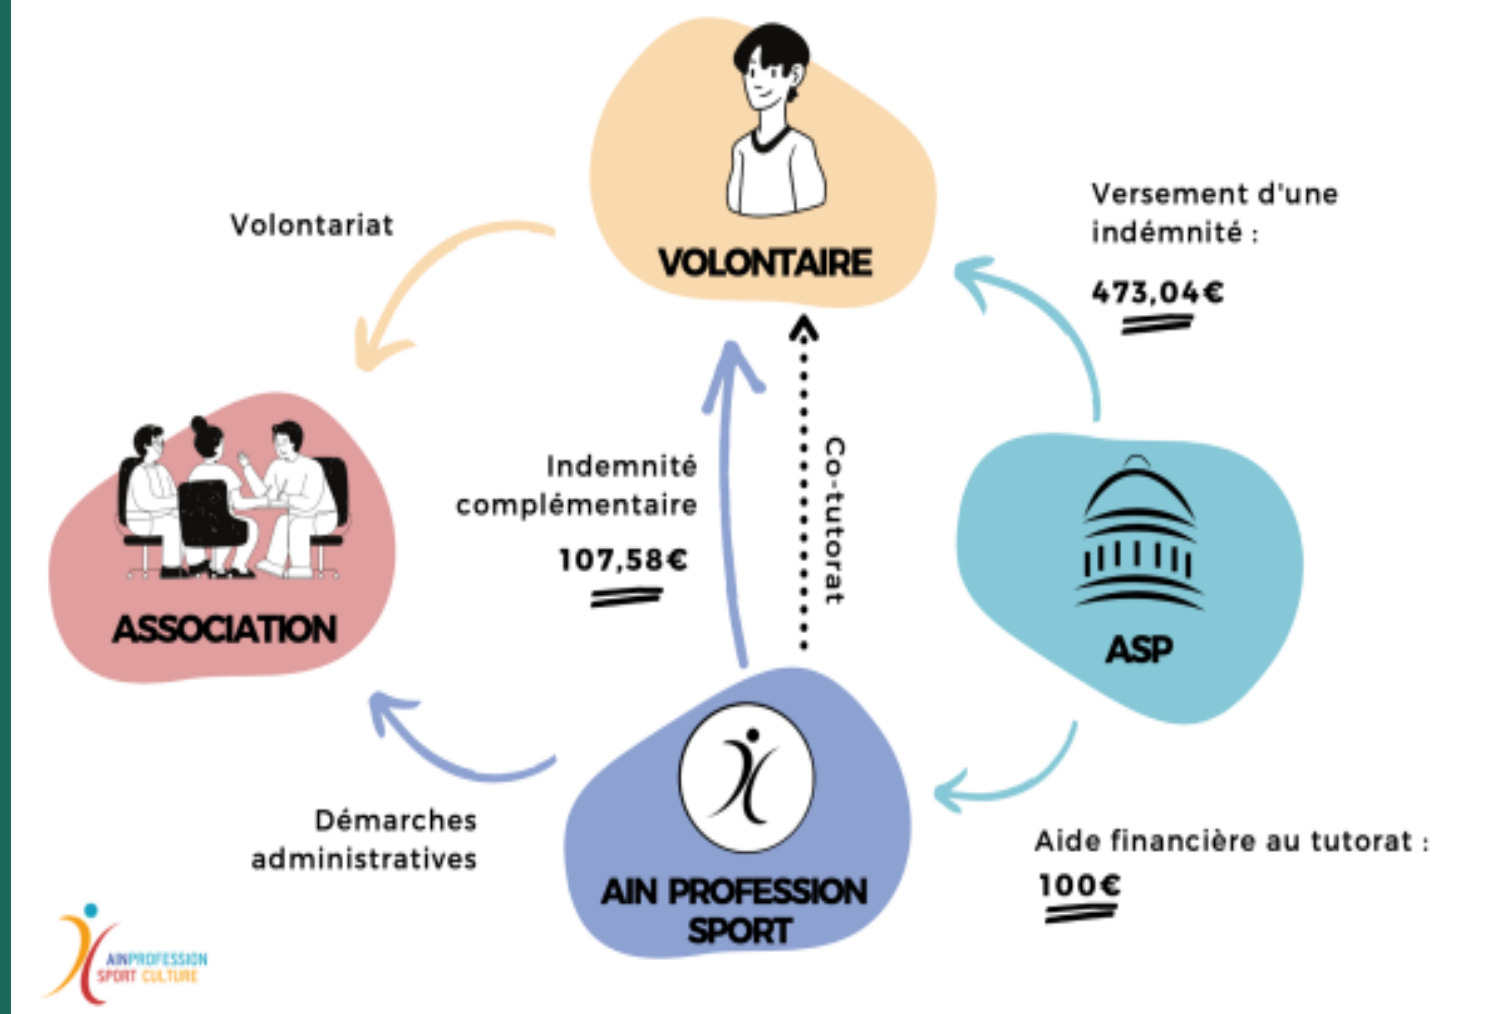 VOLONTAIRE
Volontariat
Versement d'une
indémnité :
473,04€
Indemnité
complémentaire
107,58€
Co-tutorat
ASSOCIATION
ASP
Démarches
administratives
AIN PROFESSION
SPORT
Aide financière au tutorat :
100€
AINPROFESSION
SPORT CULTURE